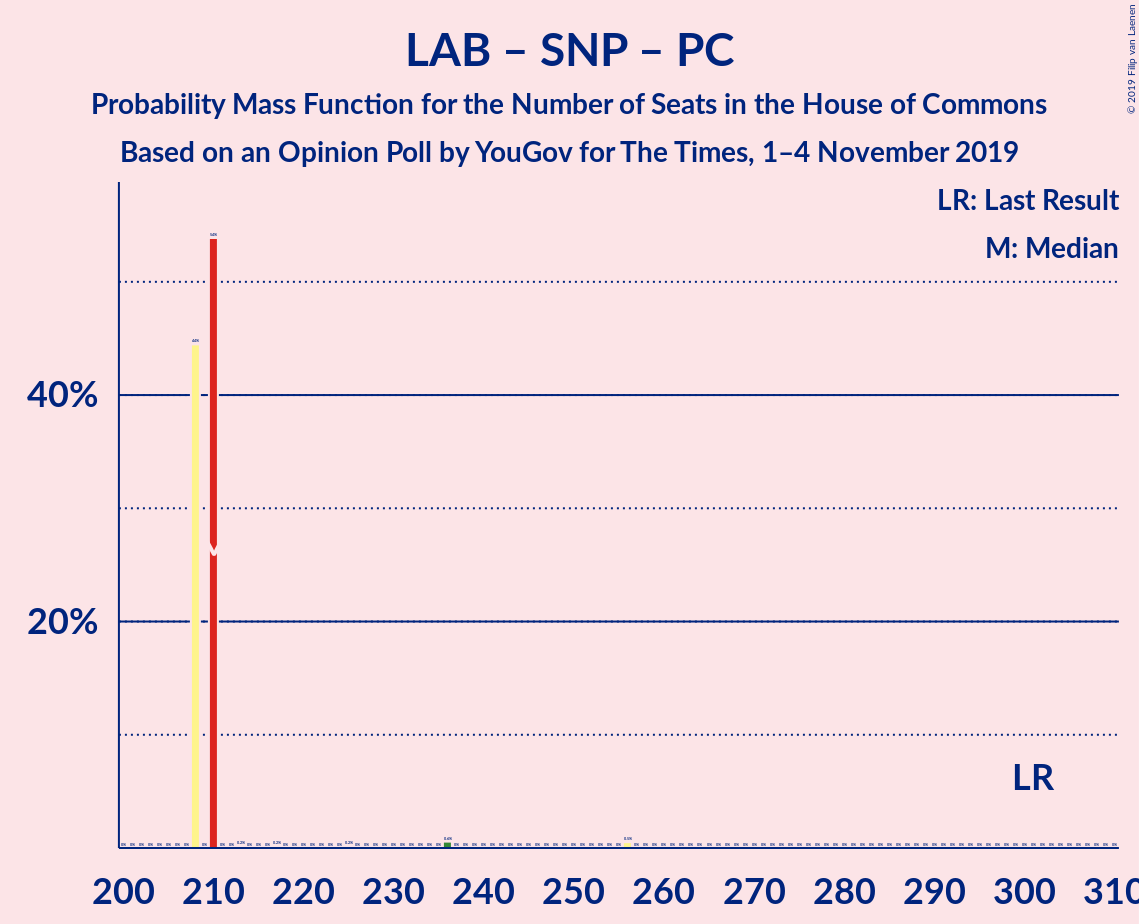 LAB – SNP – PC
Probability Mass Function for the Number of Seats in the House of Commons
Based on an Opinion Poll by YouGov for The Times, 1–4 November 2019
© 2019 Filip van Laenen
LR: Last Result
M: Median
40%
20%
M
LR
200 210 220 230 240 250 260 270 280 290 300 310